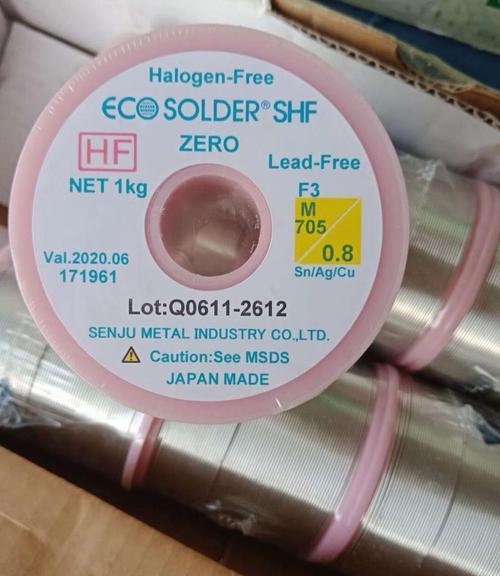 Halogen-Free
ECO SOLDER® SHF
HF
ZERO
Lead-Free
NET 1kg
F3
M
705
0.8
Sn/Ag/Cu
Val.2020.06
171961
Lot:Q0611-2612
SENJU METAL INDUSTRY CO.,LTD.
Caution:See MSDS
JAPAN MADE